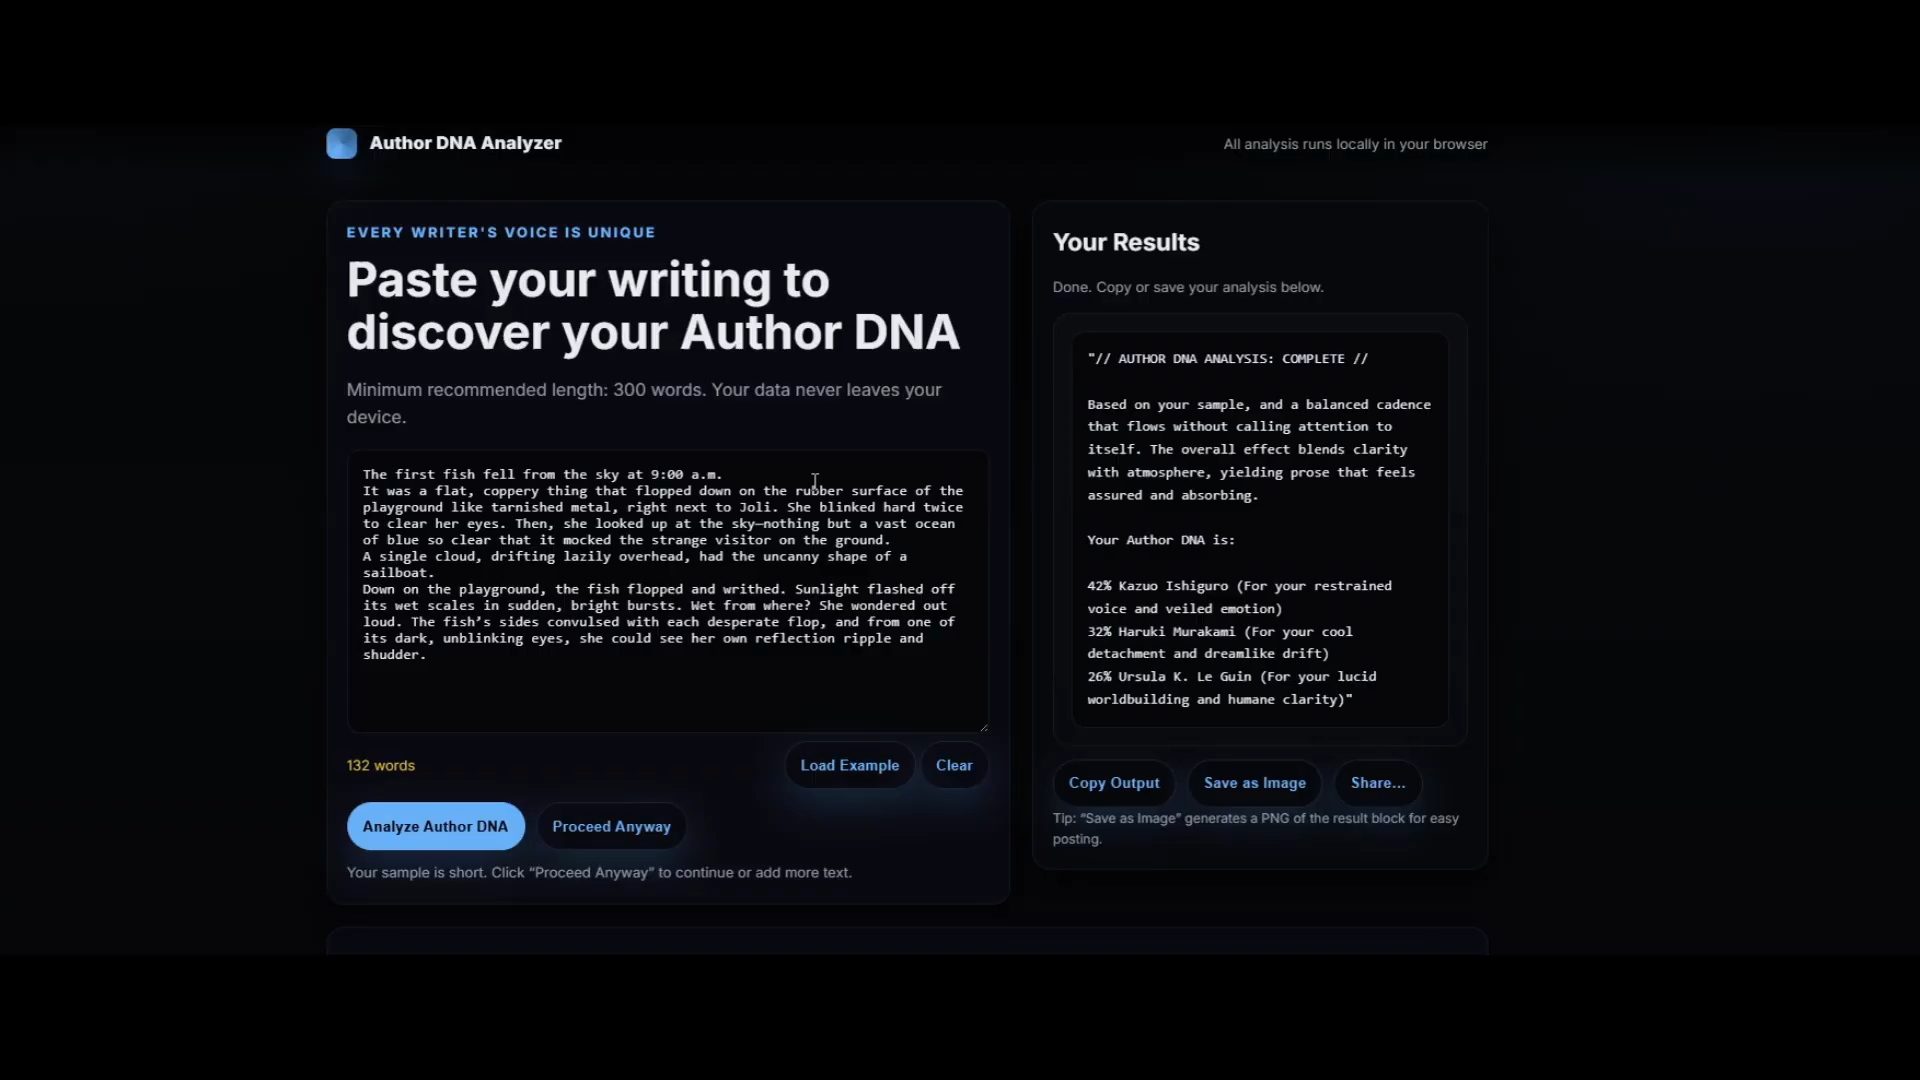 Author DNA Analyzer
All analysis runs locally in your browser
EVERY WRITER'S VOICE IS UNIQUE
Paste your writing to
discover your Author DNA
Minimum recommended length: 300 words. Your data never leaves your
device.
The first fish fell from the sky at 9:00 a.m.
It was a flat, coppery thing that flopped down on the rubber surface of the
playground like tarnished metal, right next to Joli. She blinked hard twice
to clear her eyes. Then, she looked up at the sky—nothing but a vast ocean
of blue so clear that it mocked the strange visitor on the ground.
A single cloud, drifting lazily overhead, had the uncanny shape of a
sailboat.
Down on the playground, the fish flopped and writhed. Sunlight flashed off
its wet scales in sudden, bright bursts. Wet from where? She wondered out
loud. The fish’s sides convulsed with each desperate flop, and from one of
its dark, unblinking eyes, she could see her own reflection ripple and
shudder.
132 words
Load Example
Clear
Analyze Author DNA
Proceed Anyway
Your sample is short. Click “Proceed Anyway” to continue or add more text.
Your Results
Done. Copy or save your analysis below.
"// AUTHOR DNA ANALYSIS: COMPLETE //
Based on your sample, and a balanced cadence
that flows without calling attention to
itself. The overall effect blends clarity
with atmosphere, yielding prose that feels
assured and absorbing.
Your Author DNA is:
42% Kazuo Ishiguro (For your restrained
voice and veiled emotion)
32% Haruki Murakami (For your cool
detachment and dreamlike drift)
26% Ursula K. Le Guin (For your lucid
worldbuilding and humane clarity)"
Copy Output
Save as Image
Share...
Tip: “Save as Image” generates a PNG of the result block for easy
posting.